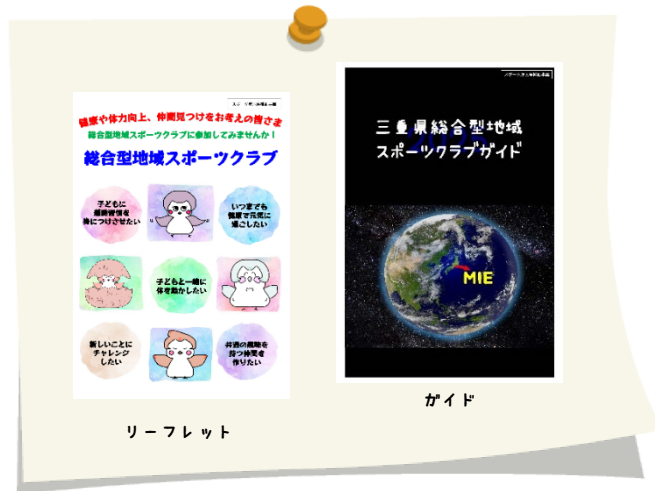 健康や体力向上、仲間見つけをお考えの皆さま
総合型地域スポーツクラブに参加してみませんか！
総合型地域スポーツクラブ
子どもに
運動習慣を
身につけさせたい
いつまでも
健康で元気に
過ごしたい
子どもと一緒に
体を動かしたい
新しいことに
チャレンジ
したい
共通の趣味を
持つ仲間を
作りたい
リーフレット
三重県総合型地域
スポーツクラブガイド
MIE
ガイド